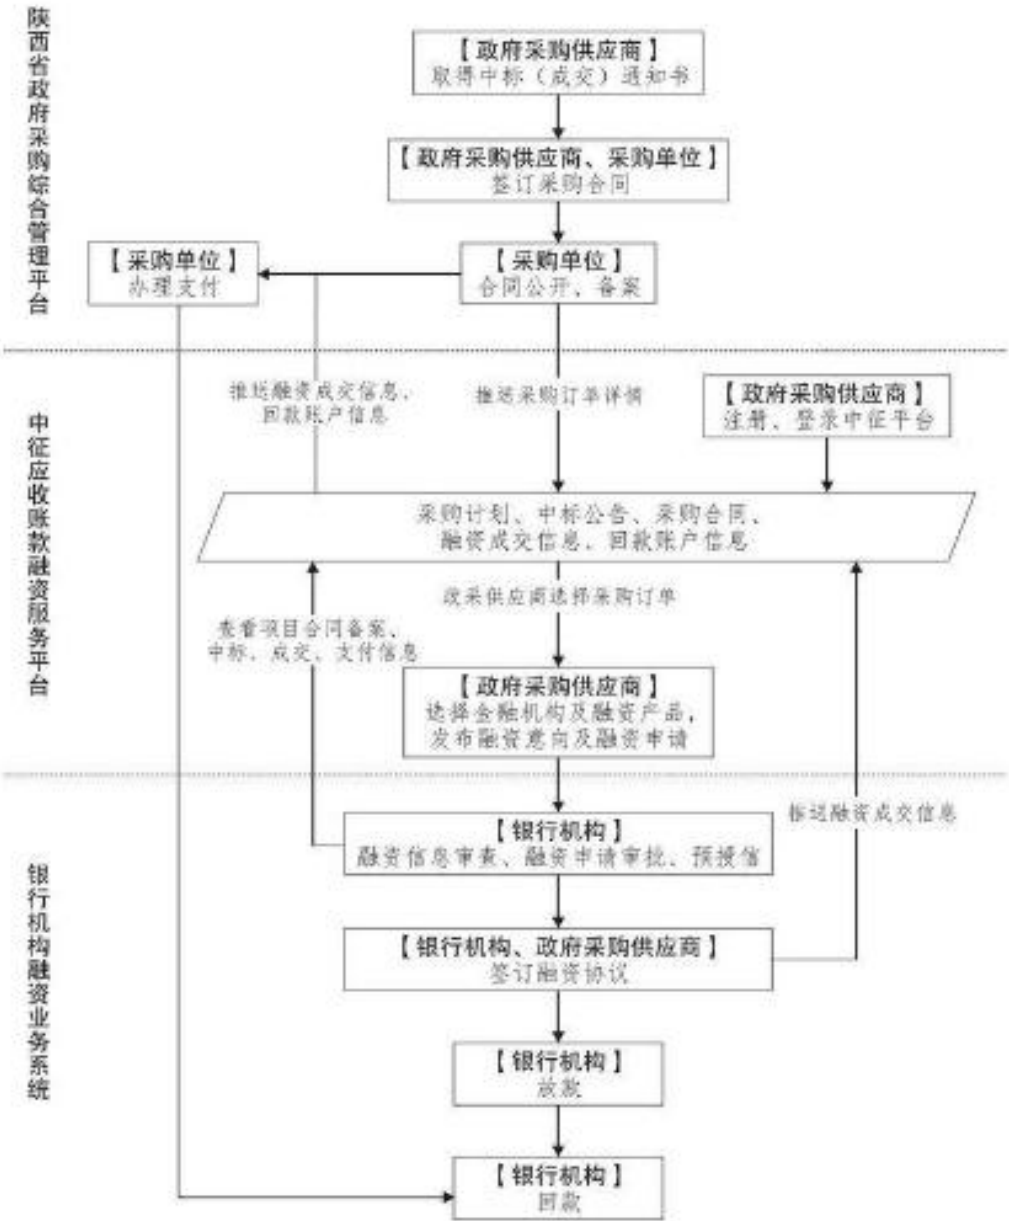 陕西省政府采购综合管理平台
【政府采购供应商】
取得中标（成交）通知书
【政府采购供应商、采购单位】
签订采购合同
【采购单位】
办理支付
【采购单位】
合同公开、备案
中征应收账款融资服务平台
推送融资成交信息、
回款账户信息
推送采购订单详情
【政府采购供应商】
注册、登录中征平台
采购计划、中标公告、采购合同、
融资成交信息、回款账户信息
政采供应商选择采购订单
查看项目合同备案、
中标、成交、支付信息
【政府采购供应商】
选择金融机构及融资产品，
发布融资意向及融资申请
银行机构融资业务系统
【银行机构】
融资信息审查、融资申请审批、预授信
推送融资成交信息
【银行机构、政府采购供应商】
签订融资协议
【银行机构】
放款
【银行机构】
回款